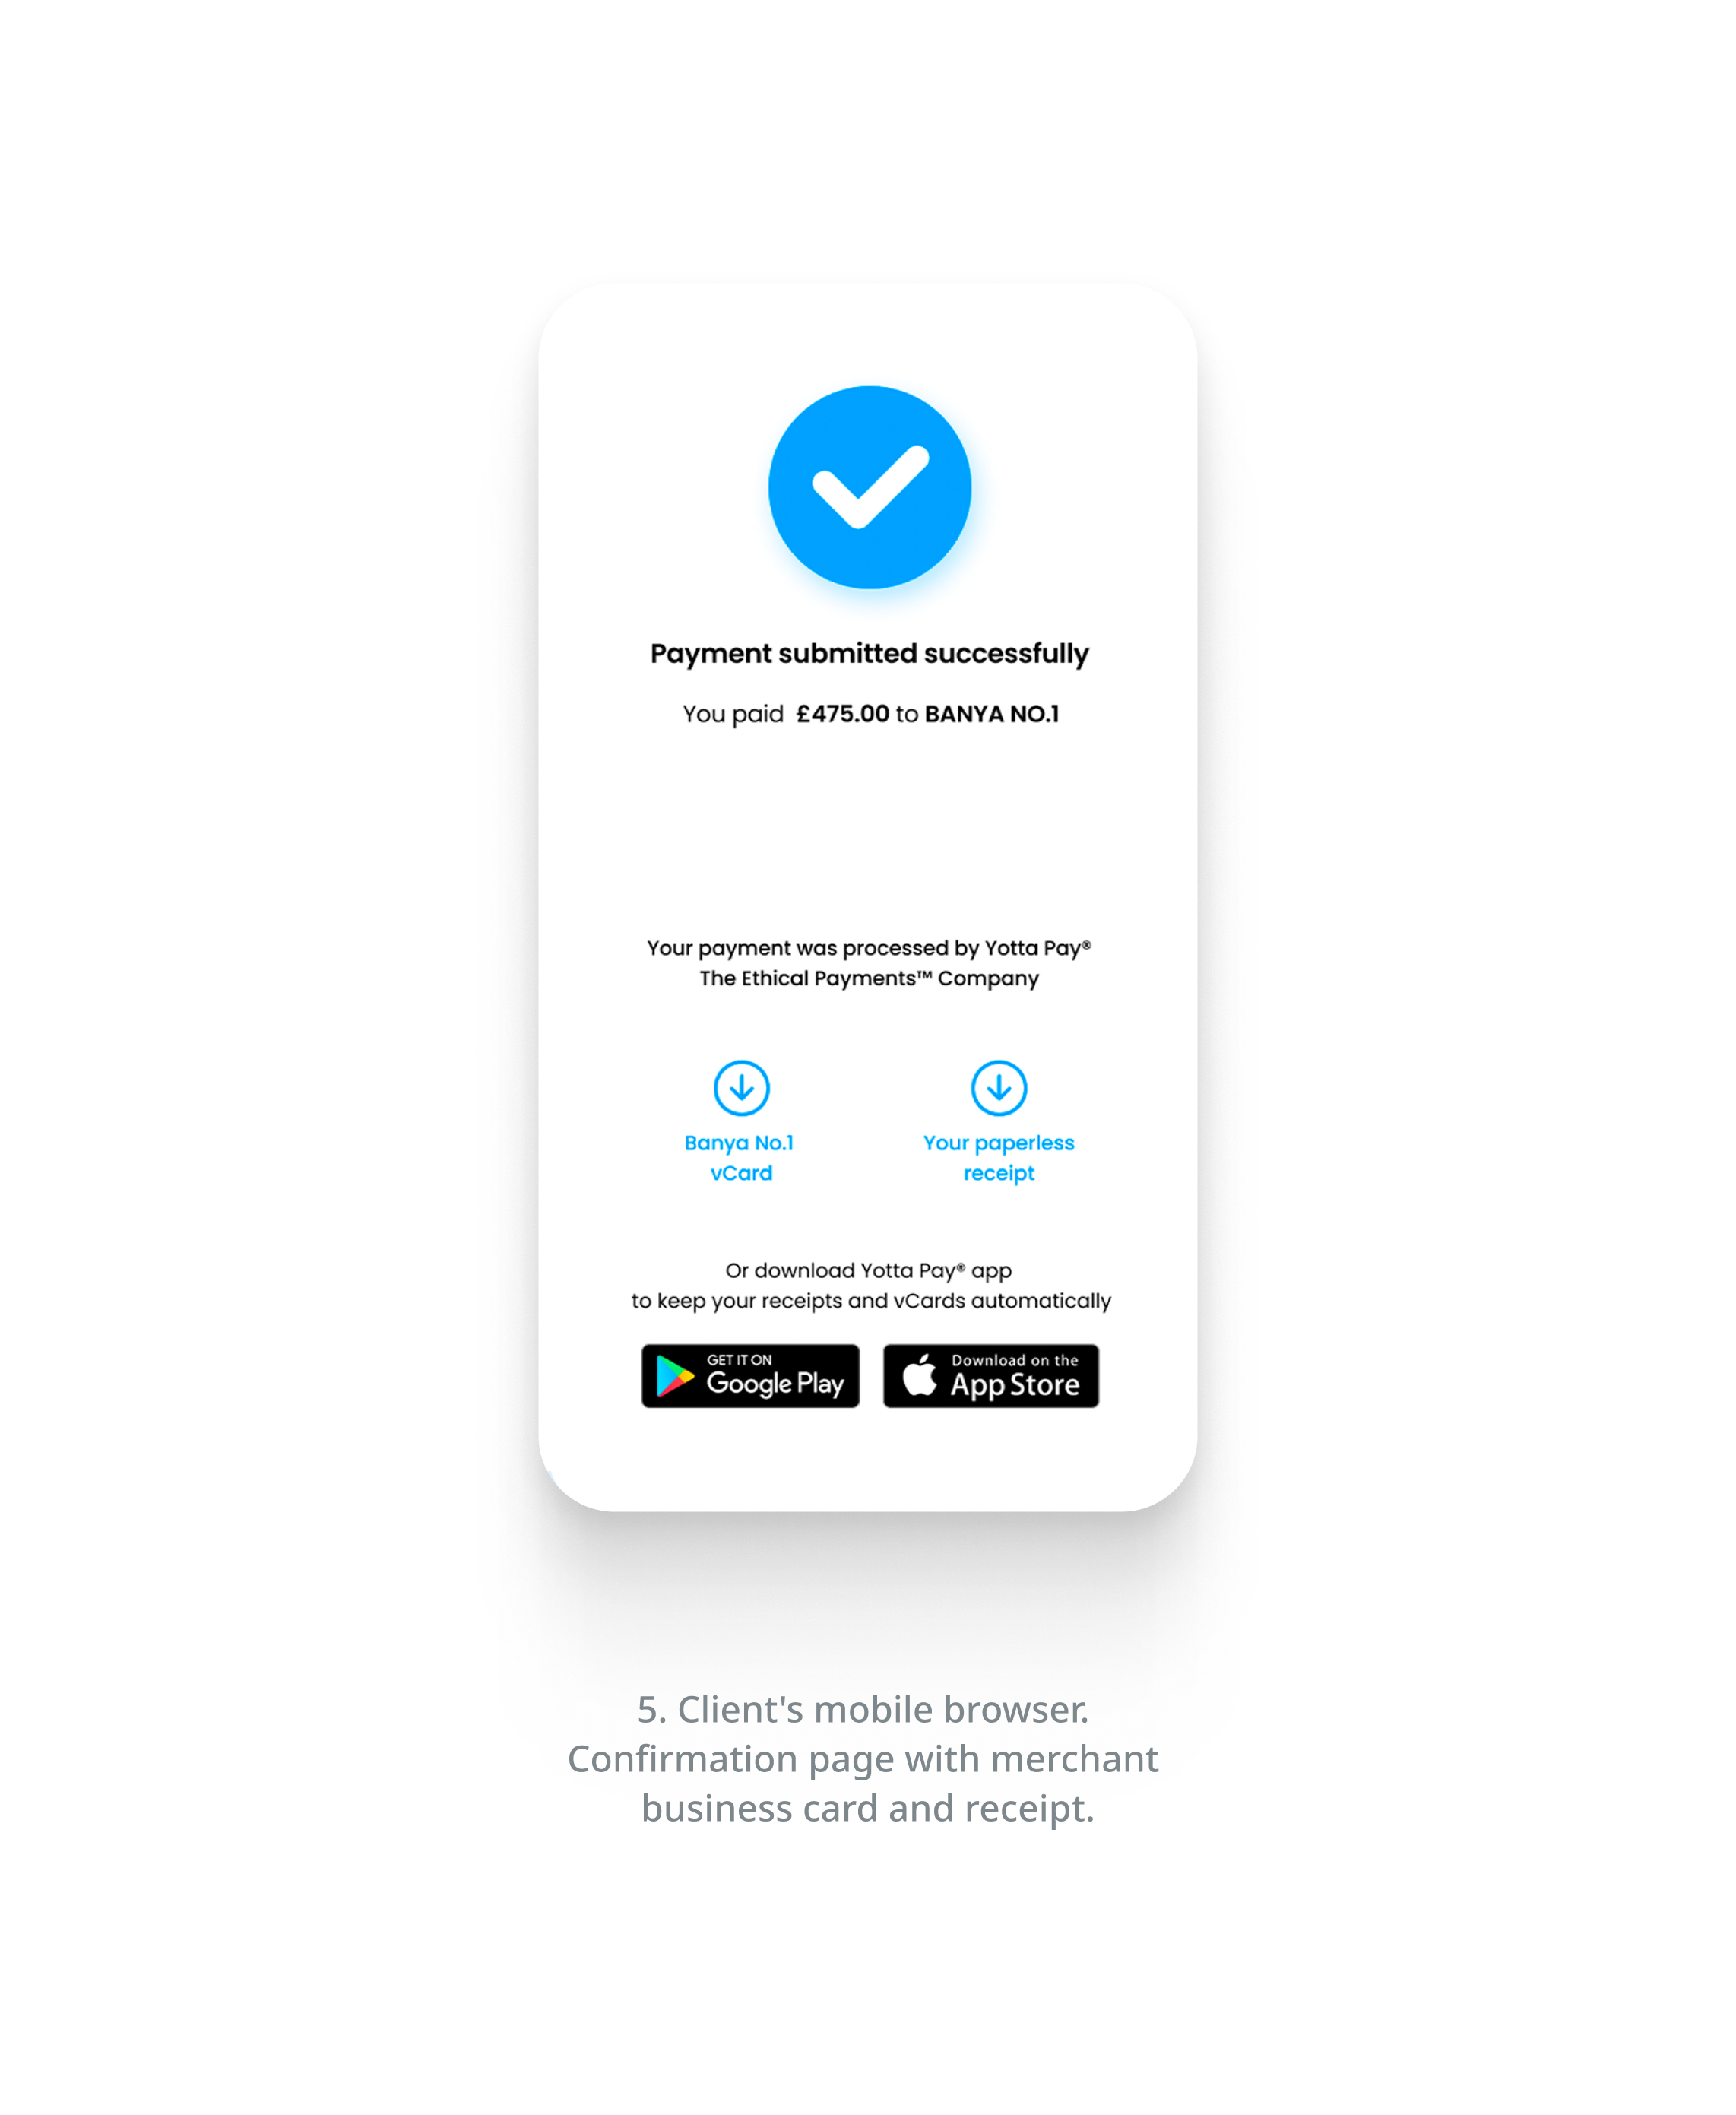 Payment submitted successfully
You paid £475.00 to BANYA NO.1
Your payment was processed by Yotta Pay®
The Ethical Payments™ Company
Banya No.1
vCard
Your paperless
receipt
Or download Yotta Pay® app
to keep your receipts and vCards automatically
GET IT ON
Google Play
Download on the
App Store
5. Client's mobile browser.
Confirmation page with merchant
business card and receipt.